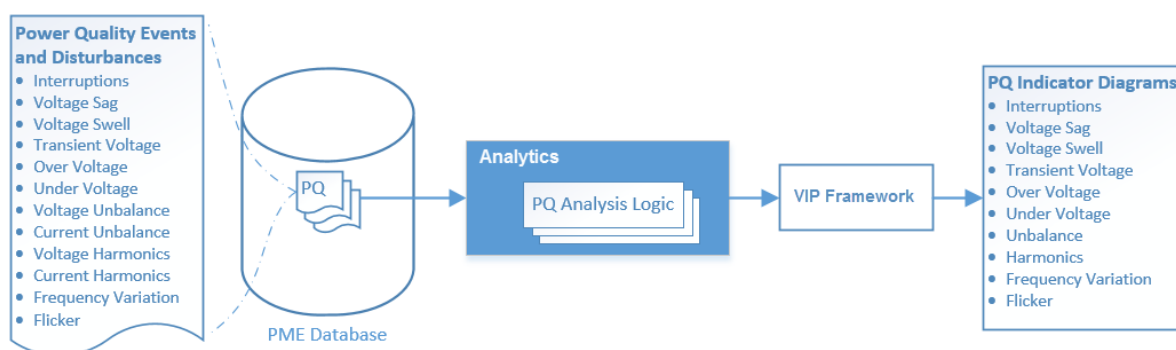 Power Quality Events
and Disturbances
• Interruptions
• Voltage Sag
• Voltage Swell
• Transient Voltage
• Over Voltage
• Under Voltage
• Voltage Unbalance
• Current Unbalance
• Voltage Harmonics
• Current Harmonics
• Frequency Variation
• Flicker
PQ
PME Database
Analytics
PQ Analysis Logic
VIP Framework
PQ Indicator Diagrams
• Interruptions
• Voltage Sag
• Voltage Swell
• Transient Voltage
• Over Voltage
• Under Voltage
• Unbalance
• Harmonics
• Frequency Variation
• Flicker